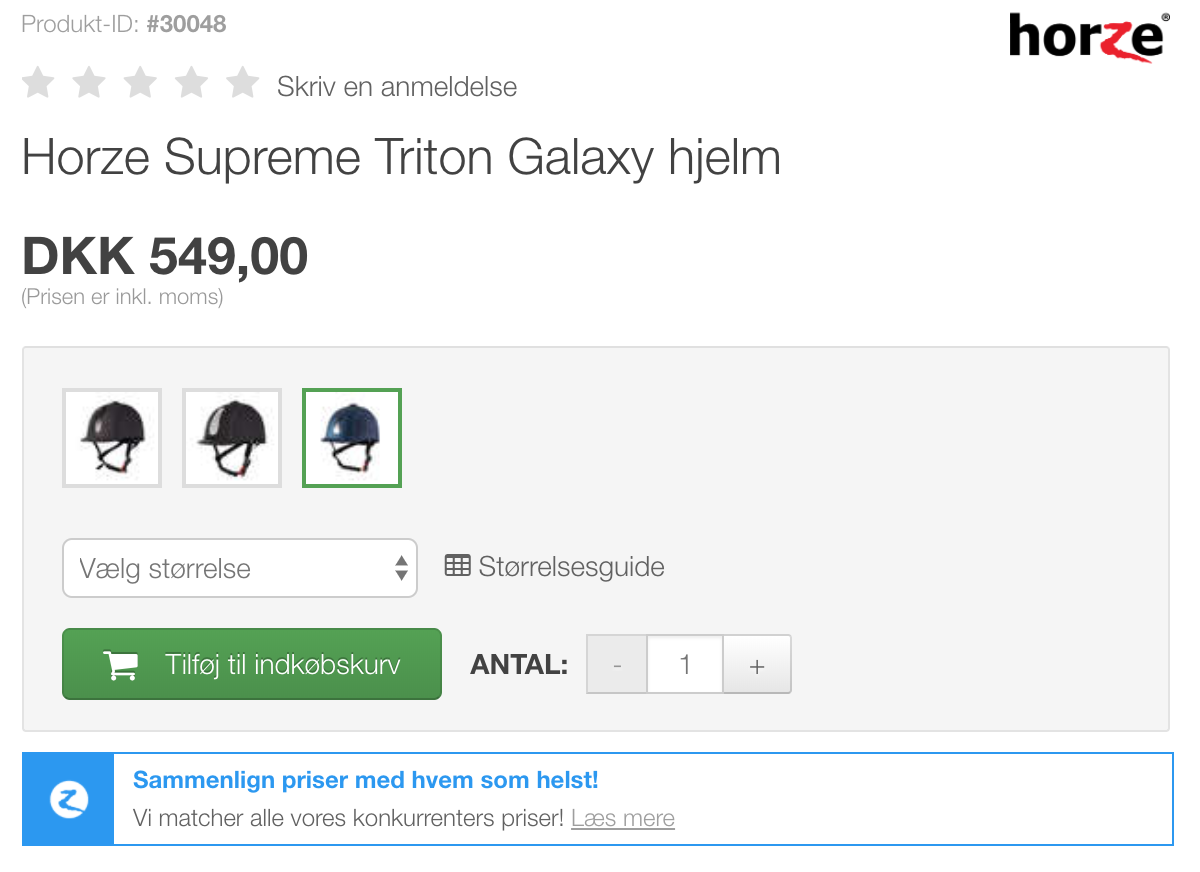 Produkt-ID: #30048
horze®
Skriv en anmeldelse
Horze Supreme Triton Galaxy hjelm
DKK 549,00
(Prisen er inkl. moms)
Vælg størrelse
Størrelsesguide
Tilføj til indkøbskurv
ANTAL:
-
1
+
Sammenlign priser med hvem som helst!
Vi matcher alle vores konkurrenters priser! Læs mere